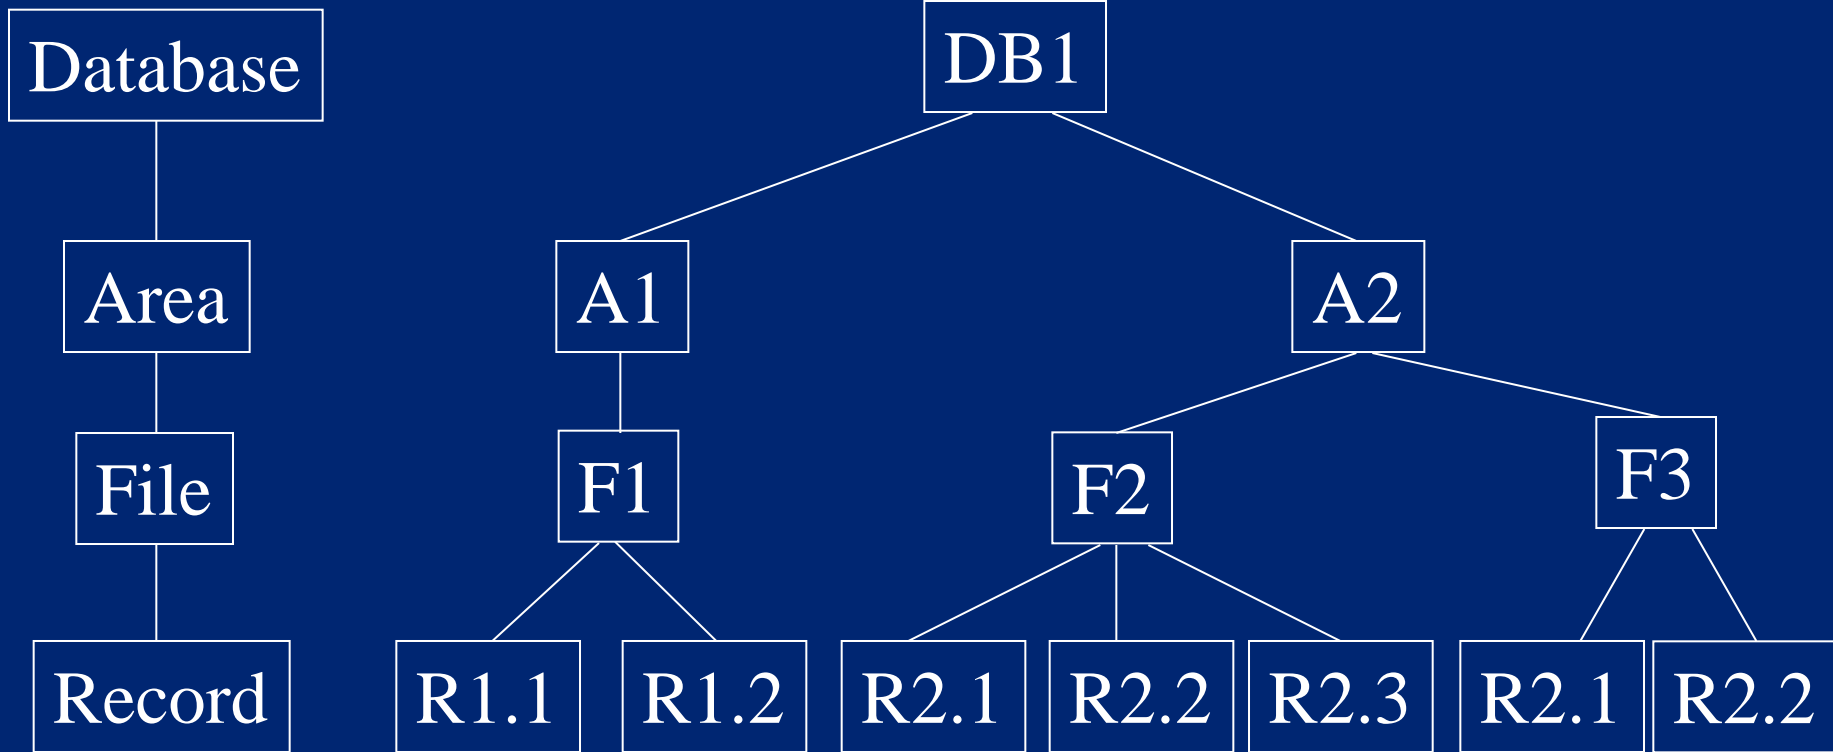 Database
DB1
Area
A1
A2
File
F1
F2
F3
Record
R1.1
R1.2
R2.1
R2.2
R2.3
R2.1
R2.2